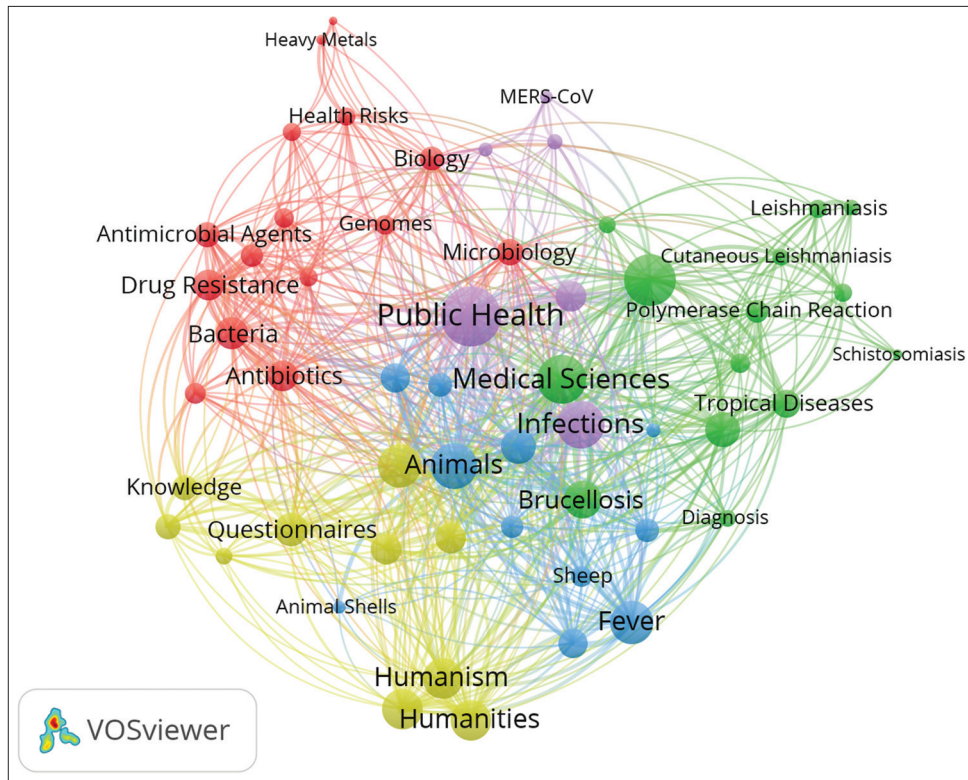 Heavy Metals
MERS-CoV
Health Risks
Biology
Leishmaniasis
Genomes
Antimicrobial Agents
Microbiology
Cutaneous Leishmaniasis
Drug Resistance
Polymerase Chain Reaction
Public Health
Bacteria
Schistosomiasis
Antibiotics
Medical Sciences
Tropical Diseases
Infections
Animals
Knowledge
Brucellosis
Diagnosis
Questionnaires
Sheep
Animal Shells
Fever
Humanism
Humanities
VOSviewer